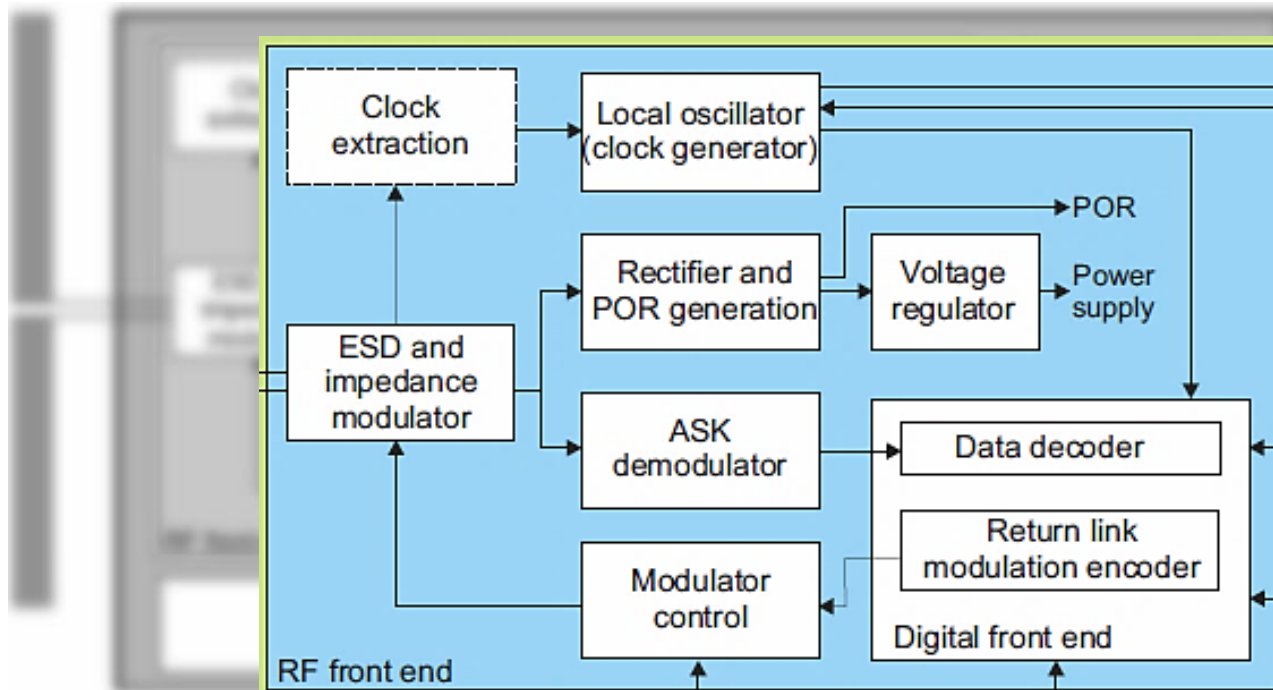 Clock
extraction
Local oscillator
(clock generator)
POR
Rectifier and
POR generation
Voltage
regulator
Power
supply
ESD and
impedance
modulator
ASK
demodulator
Data decoder
Return link
modulation encoder
Modulator
control
Digital front end
RF front end